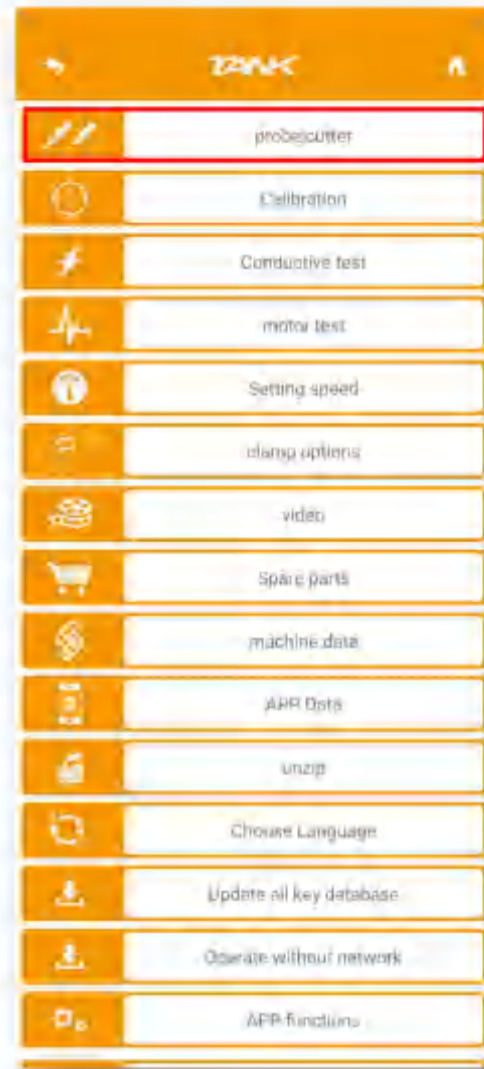 TANK
probe|cutter
Calibration
Conductive test
motor test
Setting speed
clamp options
video
Spare parts
machine data
APP Data
unzip
Choose Language
Update all key database
Operate without network
APP functions